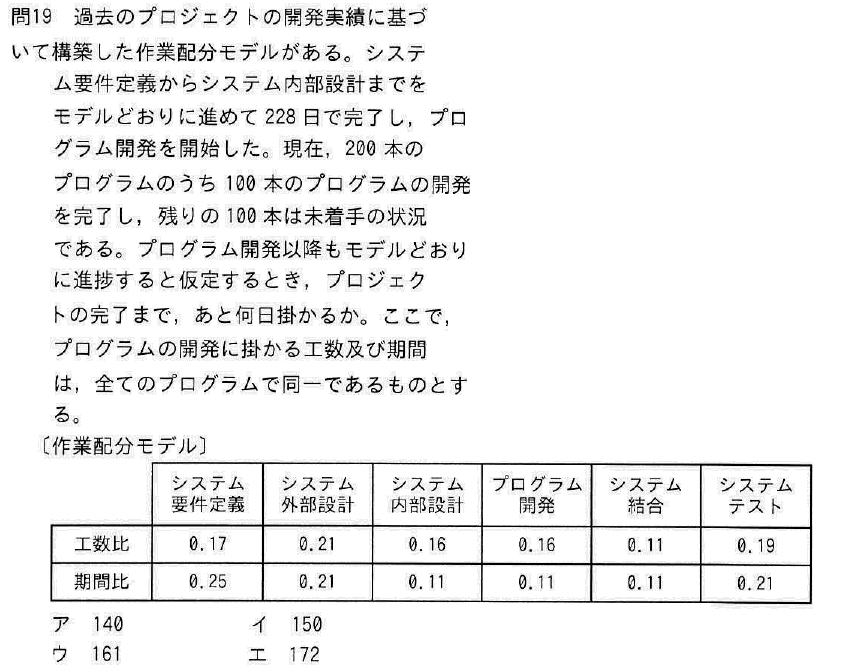 問19 過去のプロジェクトの開発実績に基づ
いて構築した作業配分モデルがある。システ
ム要件定義からシステム内部設計までを
モデルどおりに進めて228日で完了し，プロ
グラム開発を開始した。現在，200本の
プログラムのうち100本のプログラムの開発
を完了し，残りの100本は未着手の状況
である。プログラム開発以降もモデルどおり
に進捗すると仮定するとき，プロジェク
トの完了まで，あと何日掛かるか。ここで，
プログラムの開発に掛かる工数及び期間
は，全てのプログラムで同一であるものとす
る。
〔作業配分モデル〕
システム要件定義 システム外部設計 システム内部設計 プログラム開発 システム結合 システムテスト
工数比 0.17 0.21 0.16 0.16 0.11 0.19
期間比 0.25 0.21 0.11 0.11 0.11 0.21
ア 140 イ 150
ウ 161 エ 172